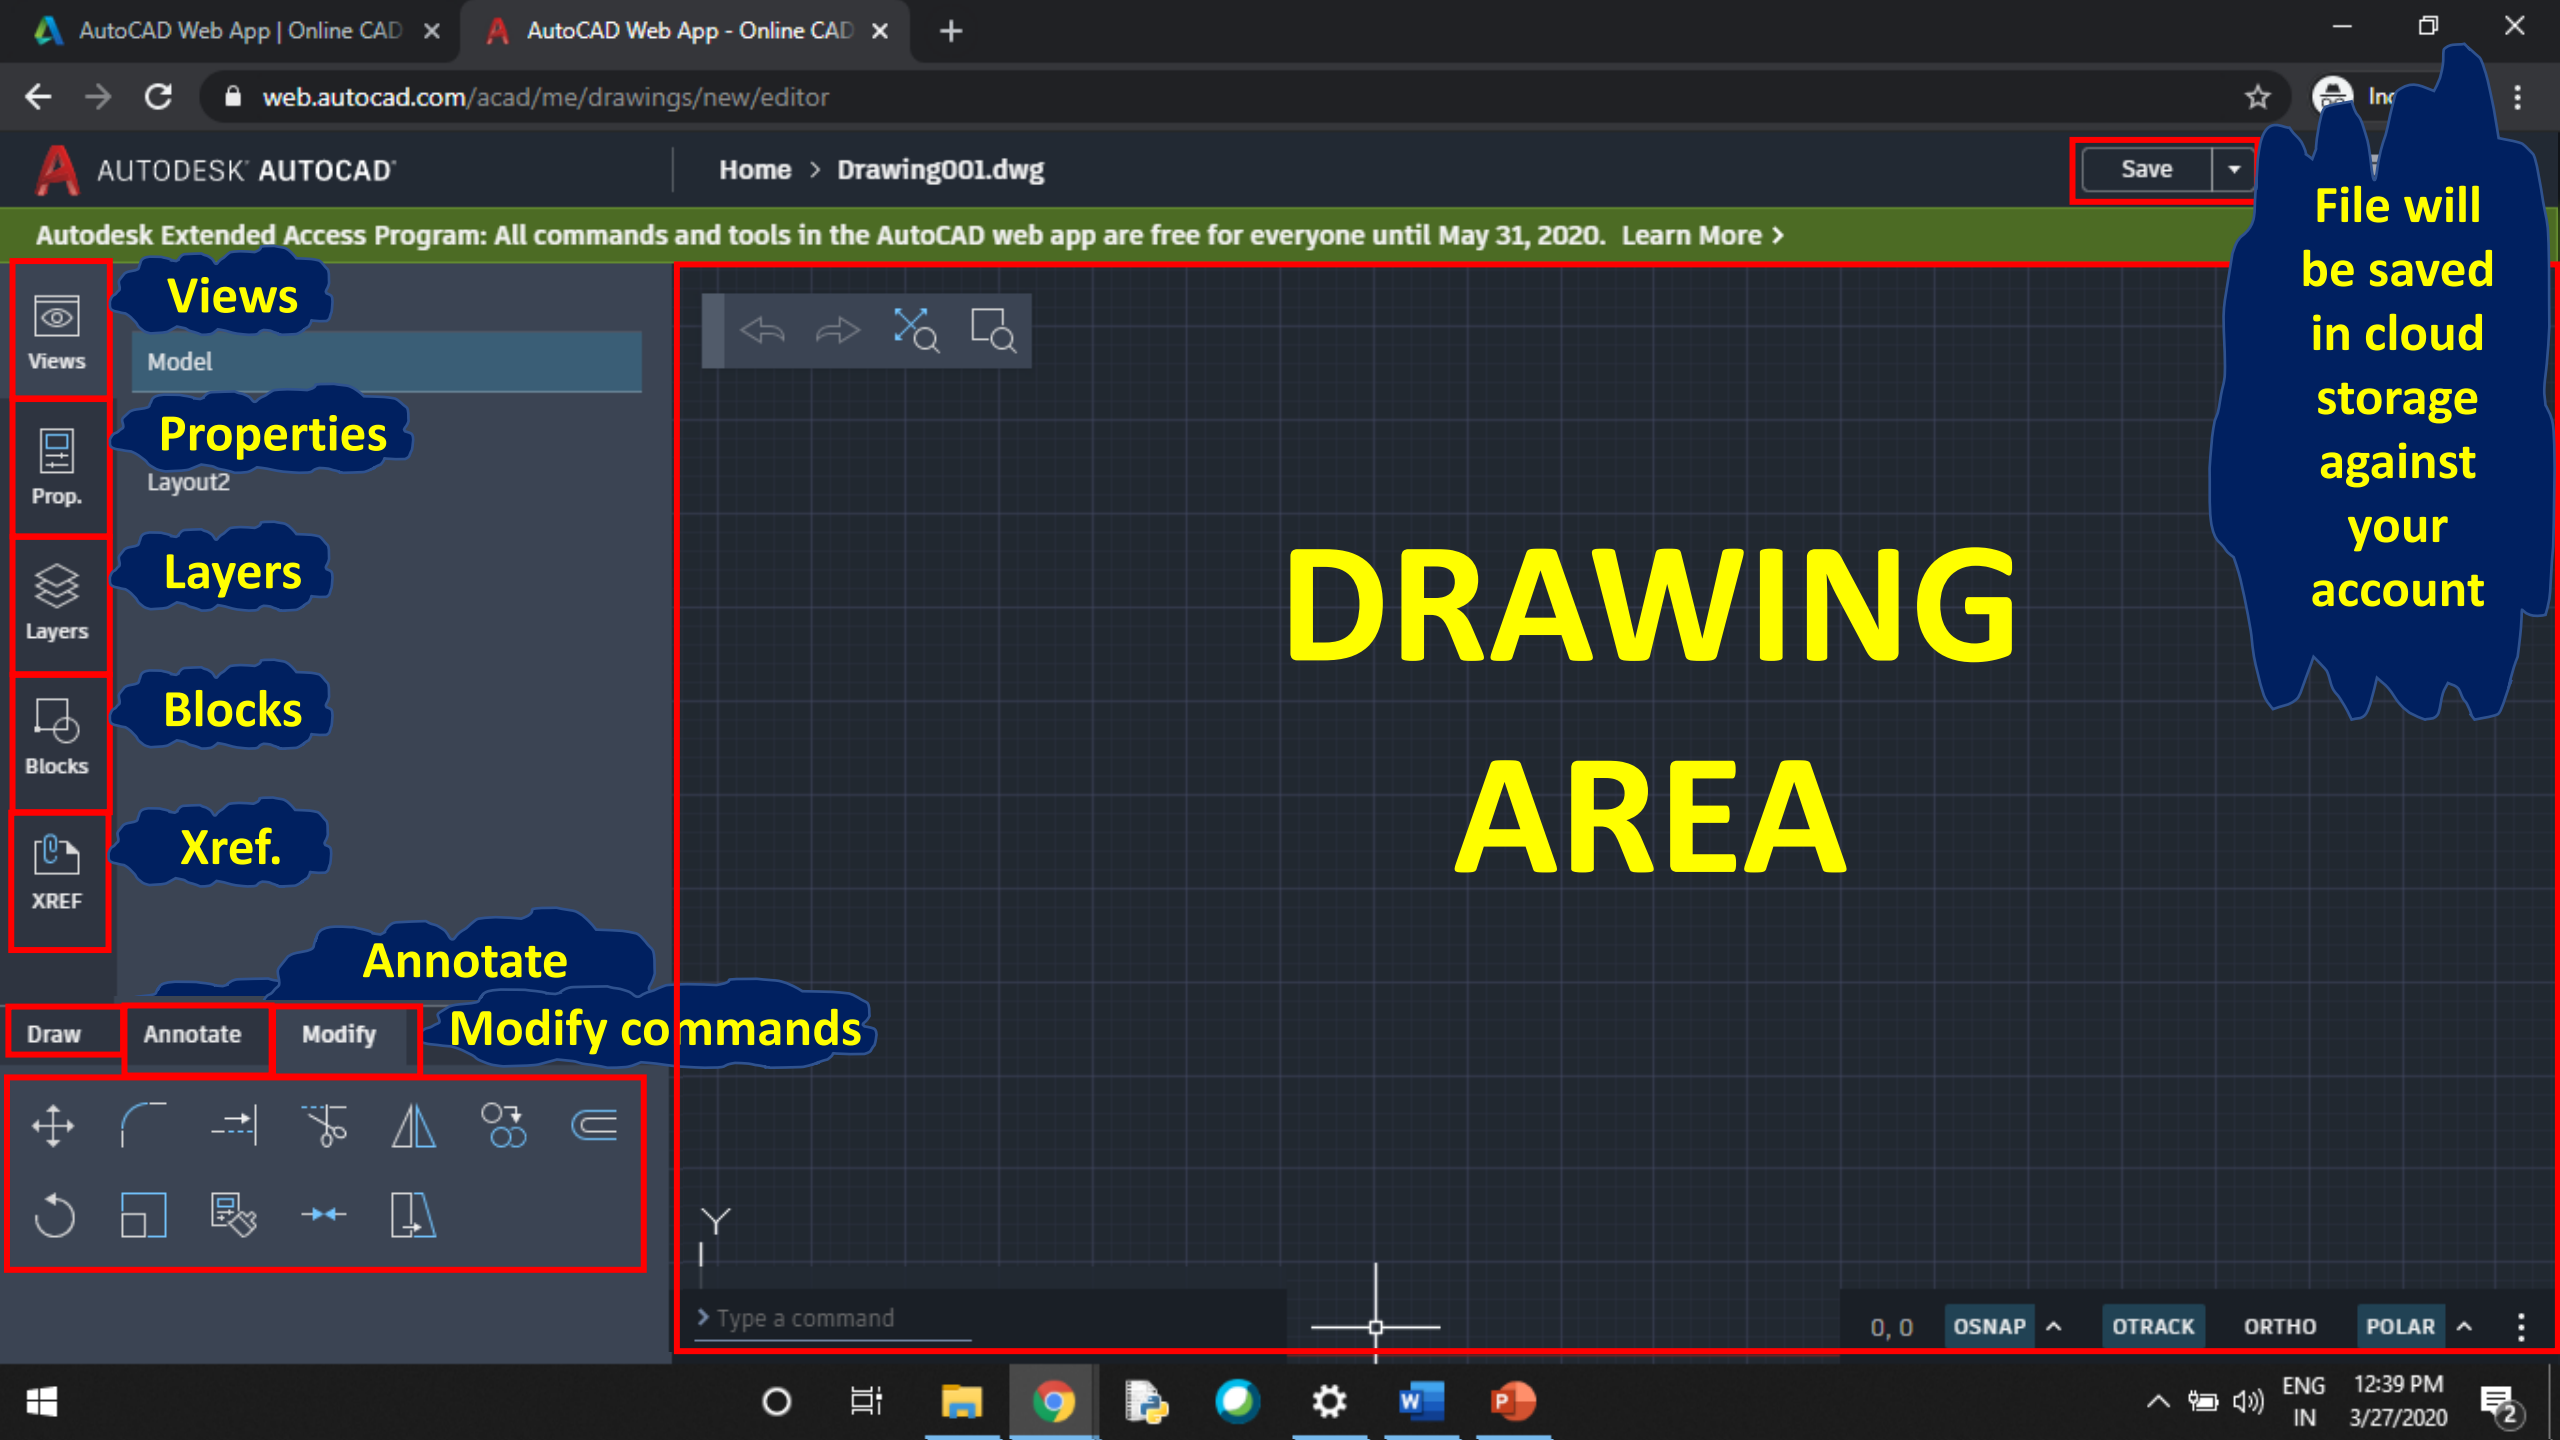 AutoCAD Web App | Online CAD
AutoCAD Web App - Online CAD
web.autocad.com/acad/me/drawings/new/editor
AUTODESK AUTOCAD
Home > Drawing001.dwg
Save
File will
be saved
in cloud
storage
against
your
account
Autodesk Extended Access Program: All commands and tools in the AutoCAD web app are free for everyone until May 31, 2020. Learn More >
Views
Views
Model
Prop.
Properties
Layout2
Layers
Layers
Blocks
Blocks
XREF
Xref.
DRAWING
AREA
Annotate
Modify commands
Draw
Annotate
Modify
Y
> Type a command
0, 0
OSNAP
OTRACK
ORTHO
POLAR
ENG
IN
12:39 PM
3/27/2020
2